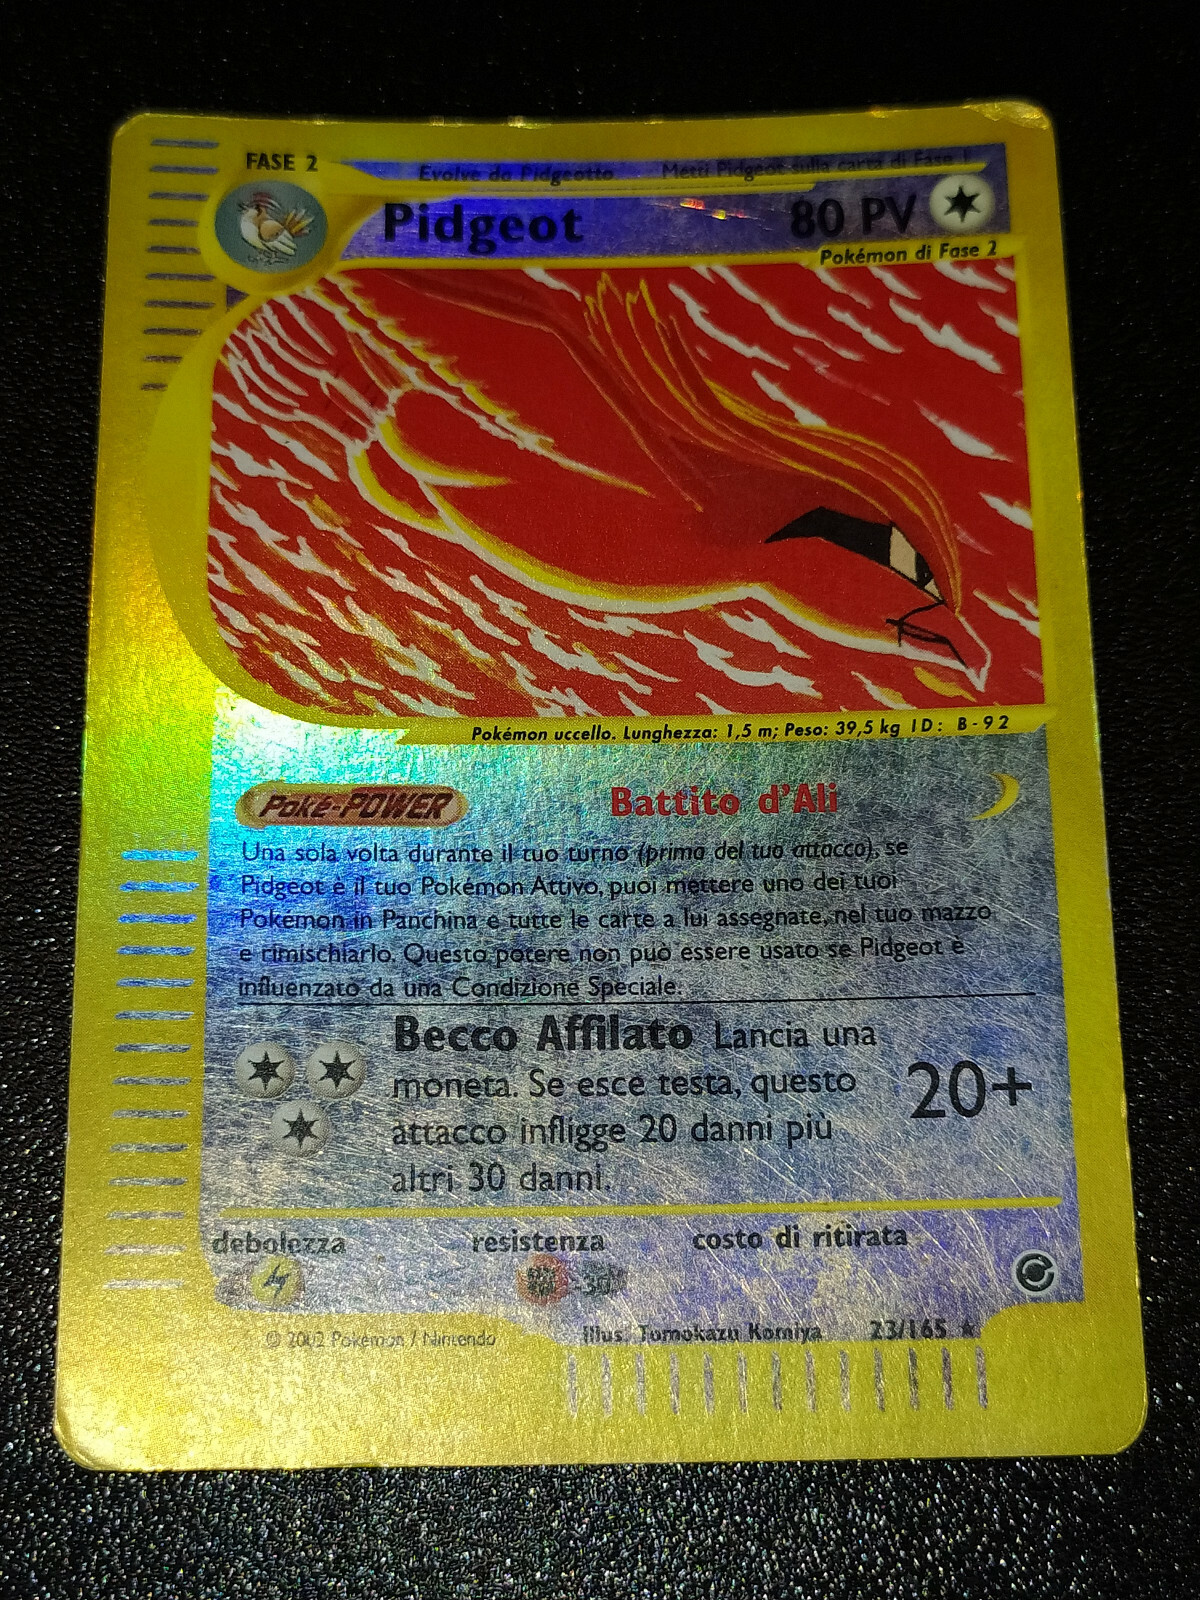 FASE 2
Evolve da Pidgeotto Metti Pidgeot sulla carta di Fase 1
Pidgeot 80 PV
Pokémon di Fase 2
Pokémon uccello. Lunghezza: 1,5 m; Peso: 39,5 kg ID: B-92
Poké-POWER Battito d'Ali
Una sola volta durante il tuo turno (prima del tuo attacco), se
Pidgeot è il tuo Pokémon Attivo, puoi mettere uno dei tuoi
Pokémon in Panchina e tutte le carte a lui assegnate, nel tuo mazzo
e rimischiarlo. Questo potere non può essere usato se Pidgeot è
influenzato da una Condizione Speciale.
Becco Affilato Lancia una
moneta. Se esce testa, questo
attacco infligge 20 danni più
altri 30 danni.
20+
debolezza resistenza costo di ritirata
-30
© 2002 Pokémon / Nintendo Illus. Tomokazu Komiya 23/165 ★